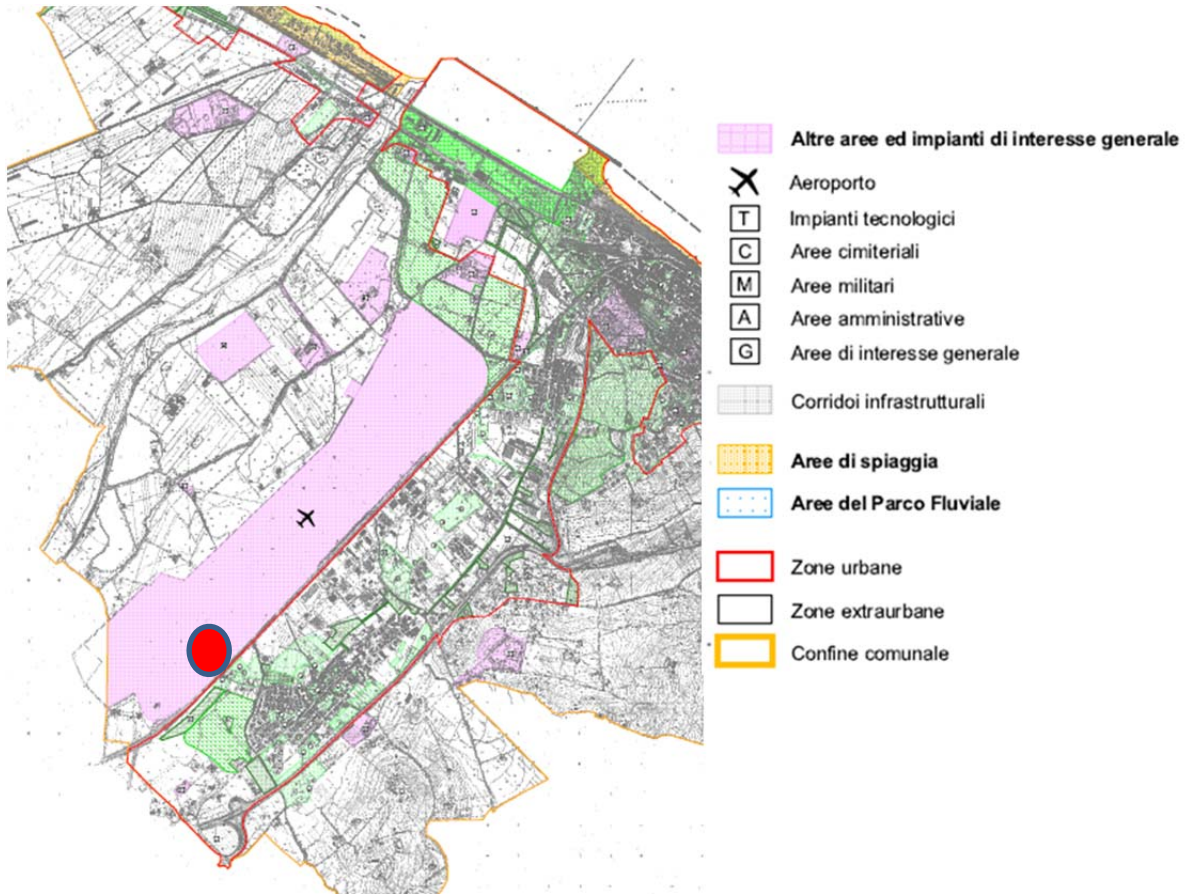 Altre aree ed impianti di interesse generale
Aeroporto
T Impianti tecnologici
C Aree cimiteriali
M Aree militari
A Aree amministrative
G Aree di interesse generale
Corridoi infrastrutturali
Aree di spiaggia
Aree del Parco Fluviale
Zone urbane
Zone extraurbane
Confine comunale